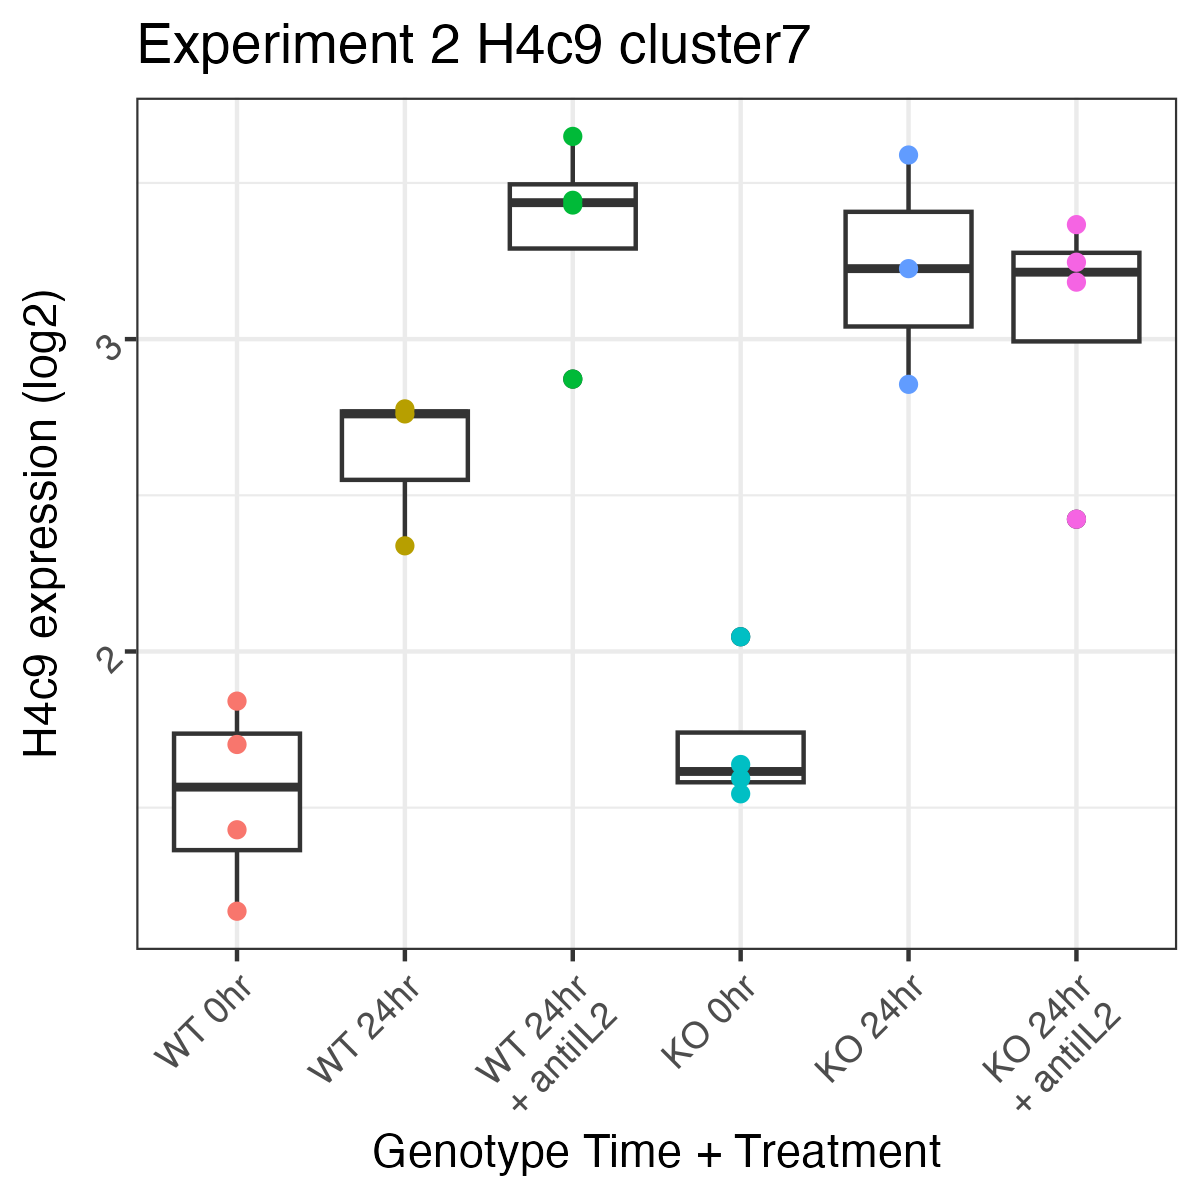 Experiment 2 H4c9 cluster7
H4c9 expression (log2)
3
2
WT 0hr
WT 24hr
WT 24hr
+ antiIL2
KO 0hr
KO 24hr
KO 24hr
+ antiIL2
Genotype Time + Treatment